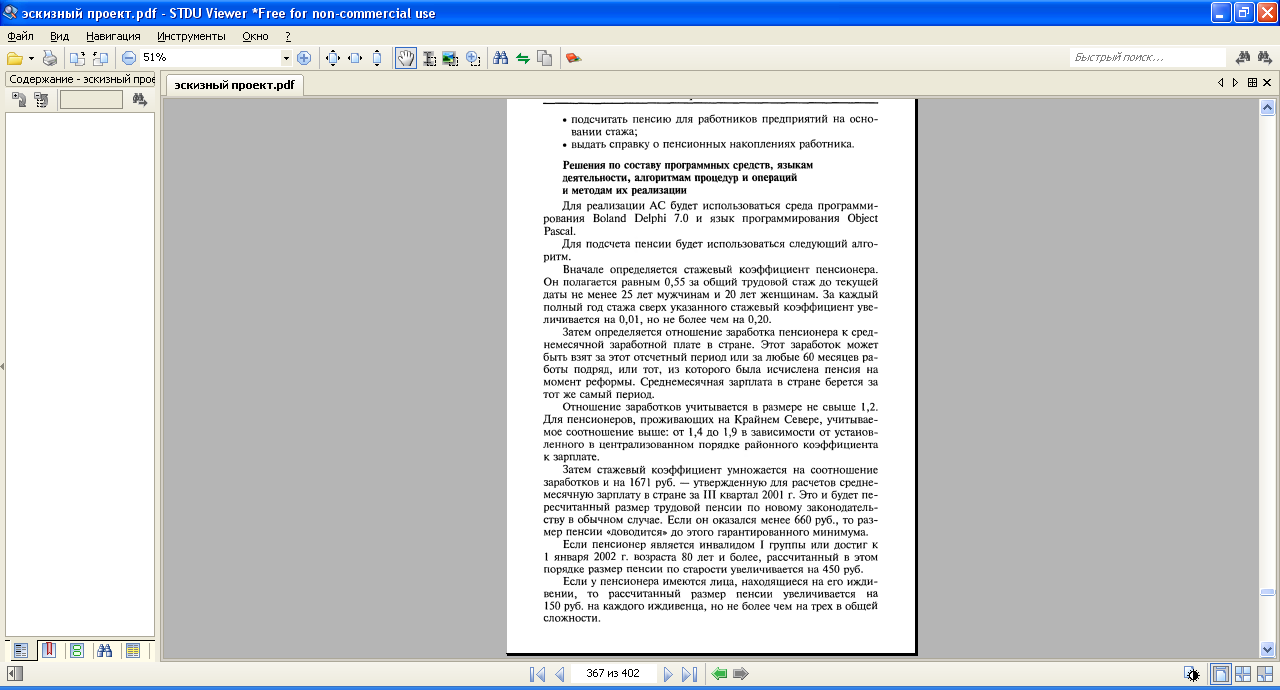 эскизный проект.pdf - STDU Viewer *Free for non-commercial use
Файл Вид Навигация Инструменты Окно ?
51%
Быстрый поиск...
Содержание - эскизный прое
эскизный проект.pdf
• подсчитать пенсию для работников предприятий на осно-
вании стажа;
• выдать справку о пенсионных накоплениях работника.
Решения по составу программных средств, языкам
деятельности, алгоритмам процедур и операций
и методам их реализации
Для реализации АС будет использоваться среда программи-
рования Boland Delphi 7.0 и язык программирования Object
Pascal.
Для подсчета пенсии будет использоваться следующий алго-
ритм.
Вначале определяется стажевый коэффициент пенсионера.
Он полагается равным 0,55 за общий трудовой стаж до текущей
даты не менее 25 лет мужчинам и 20 лет женщинам. За каждый
полный год стажа сверх указанного стажевый коэффициент уве-
личивается на 0,01, но не более чем на 0,20.
Затем определяется отношение заработка пенсионера к сред-
немесячной заработной плате в стране. Этот заработок может
быть взят за этот отсчетный период или за любые 60 месяцев ра-
боты подряд, или тот, из которого была исчислена пенсия на
момент реформы. Среднемесячная зарплата в стране берется за
тот же самый период.
Отношение заработков учитывается в размере не свыше 1,2.
Для пенсионеров, проживающих на Крайнем Севере, учитывае-
мое соотношение выше: от 1,4 до 1,9 в зависимости от установ-
ленного в централизованном порядке районного коэффициента
к зарплате.
Затем стажевый коэффициент умножается на соотношение
заработков и на 1671 руб. — утвержденную для расчетов средне-
месячную зарплату в стране за III квартал 2001 г. Это и будет пе-
ресчитанный размер трудовой пенсии по новому законодатель-
ству в обычном случае. Если он оказался менее 660 руб., то раз-
мер пенсии «доводится» до этого гарантированного минимума.
Если пенсионер является инвалидом I группы или достиг к
1 января 2002 г. возраста 80 лет и более, рассчитанный в этом
порядке размер пенсии по старости увеличивается на 450 руб.
Если у пенсионера имеются лица, находящиеся на его ижди-
вении, то рассчитанный размер пенсии увеличивается на
150 руб. на каждого иждивенца, но не более чем на трех в общей
сложности.
367 из 402